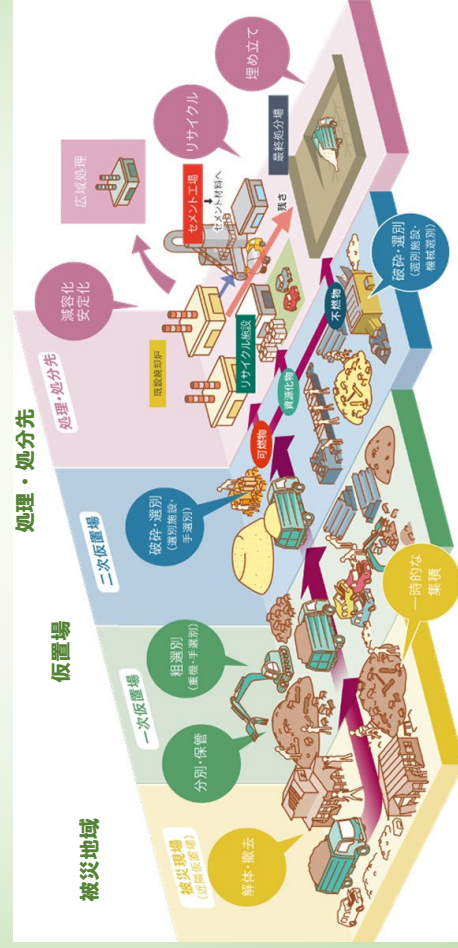 被災地域
仮置場
処理・処分先
被災現場
(近隣仮置場)
解体・撤去
一時的な
集積
一次仮置場
分別・保管
粗選別
(重機・手選別)
二次仮置場
破砕・選別
(選別施設・
手選別)
破砕・選別
(選別施設・
機械選別)
可燃物
資源化物
不燃物
処理・処分先
減容化
安定化
既設焼却炉
リサイクル施設
広域処理
セメント工場
セメント材料へ
リサイクル
残さ
最終処分場
埋め立て